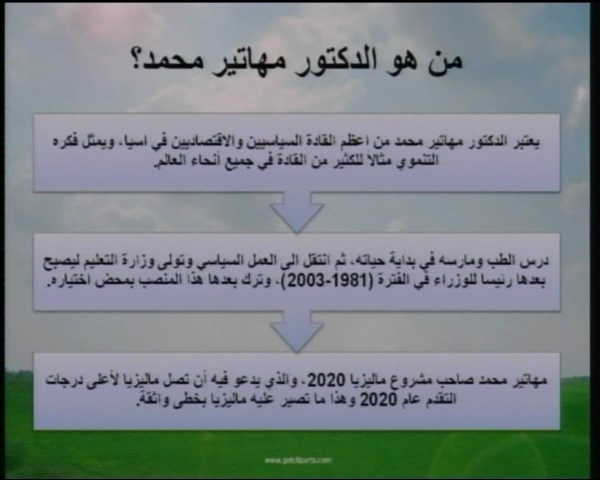 من هو الدكتور مهاتير محمد؟
يعتبر الدكتور مهاتير محمد من اعظم القادة السياسيين والاقتصاديين في اسيا، ويمثل فكره
التنموي مثالاً للكثير من القادة في جميع أنحاء العالم.
درس الطب ومارسه في بداية حياته، ثم انتقل الى العمل السياسي وتولى وزارة التعليم ليصبح
بعدها رئيسا للوزراء في الفترة (1981-2003)، وترك بعدها هذا المنصب بمحض اختياره.
مهاتير محمد صاحب مشروع ماليزيا 2020، والذي يدعو فيه أن تصل ماليزيا لأعلى درجات
التقدم عام 2020 وهذا ما تصير عليه ماليزيا بخطى واثقة.